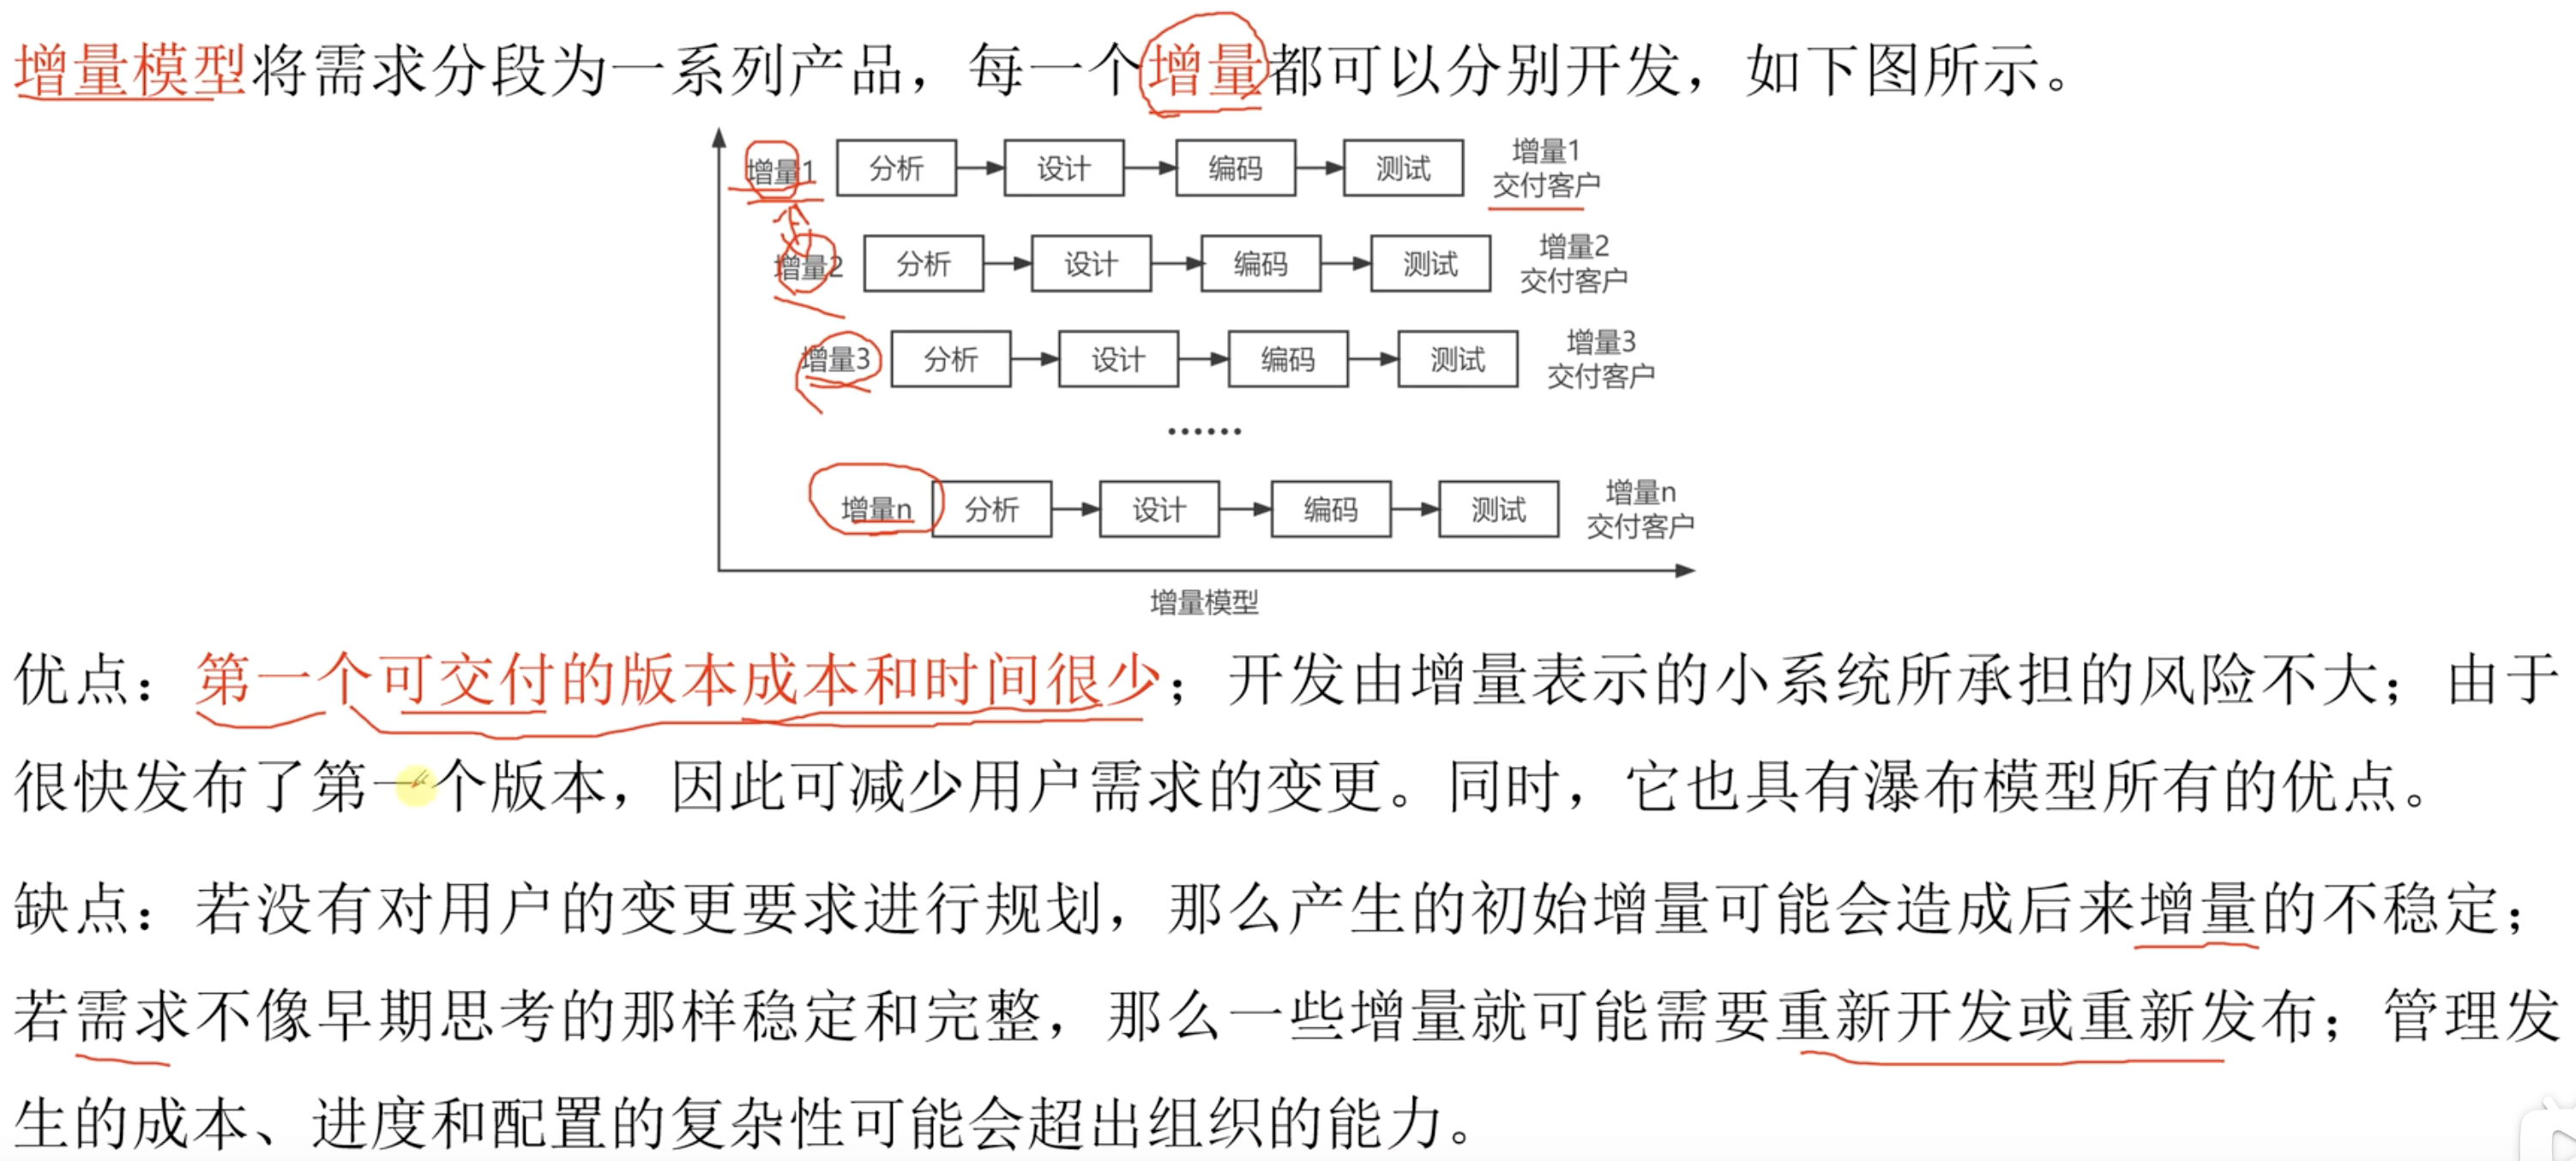 增量模型将需求分段为一系列产品，每一个增量都可以分别开发，如下图所示。
增量1 分析 设计 编码 测试 增量1
交付客户
增量2 分析 设计 编码 测试 增量2
交付客户
增量3 分析 设计 编码 测试 增量3
交付客户
······
增量n 分析 设计 编码 测试 增量n
交付客户
增量模型
优点：第一个可交付的版本成本和时间很少；开发由增量表示的小系统所承担的风险不大；由于
很快发布了第一个版本，因此可减少用户需求的变更。同时，它也具有瀑布模型所有的优点。
缺点：若没有对用户的变更要求进行规划，那么产生的初始增量可能会造成后来增量的不稳定；
若需求不像早期思考的那样稳定和完整，那么一些增量就可能需要重新开发或重新发布；管理发
生的成本、进度和配置的复杂性可能会超出组织的能力。